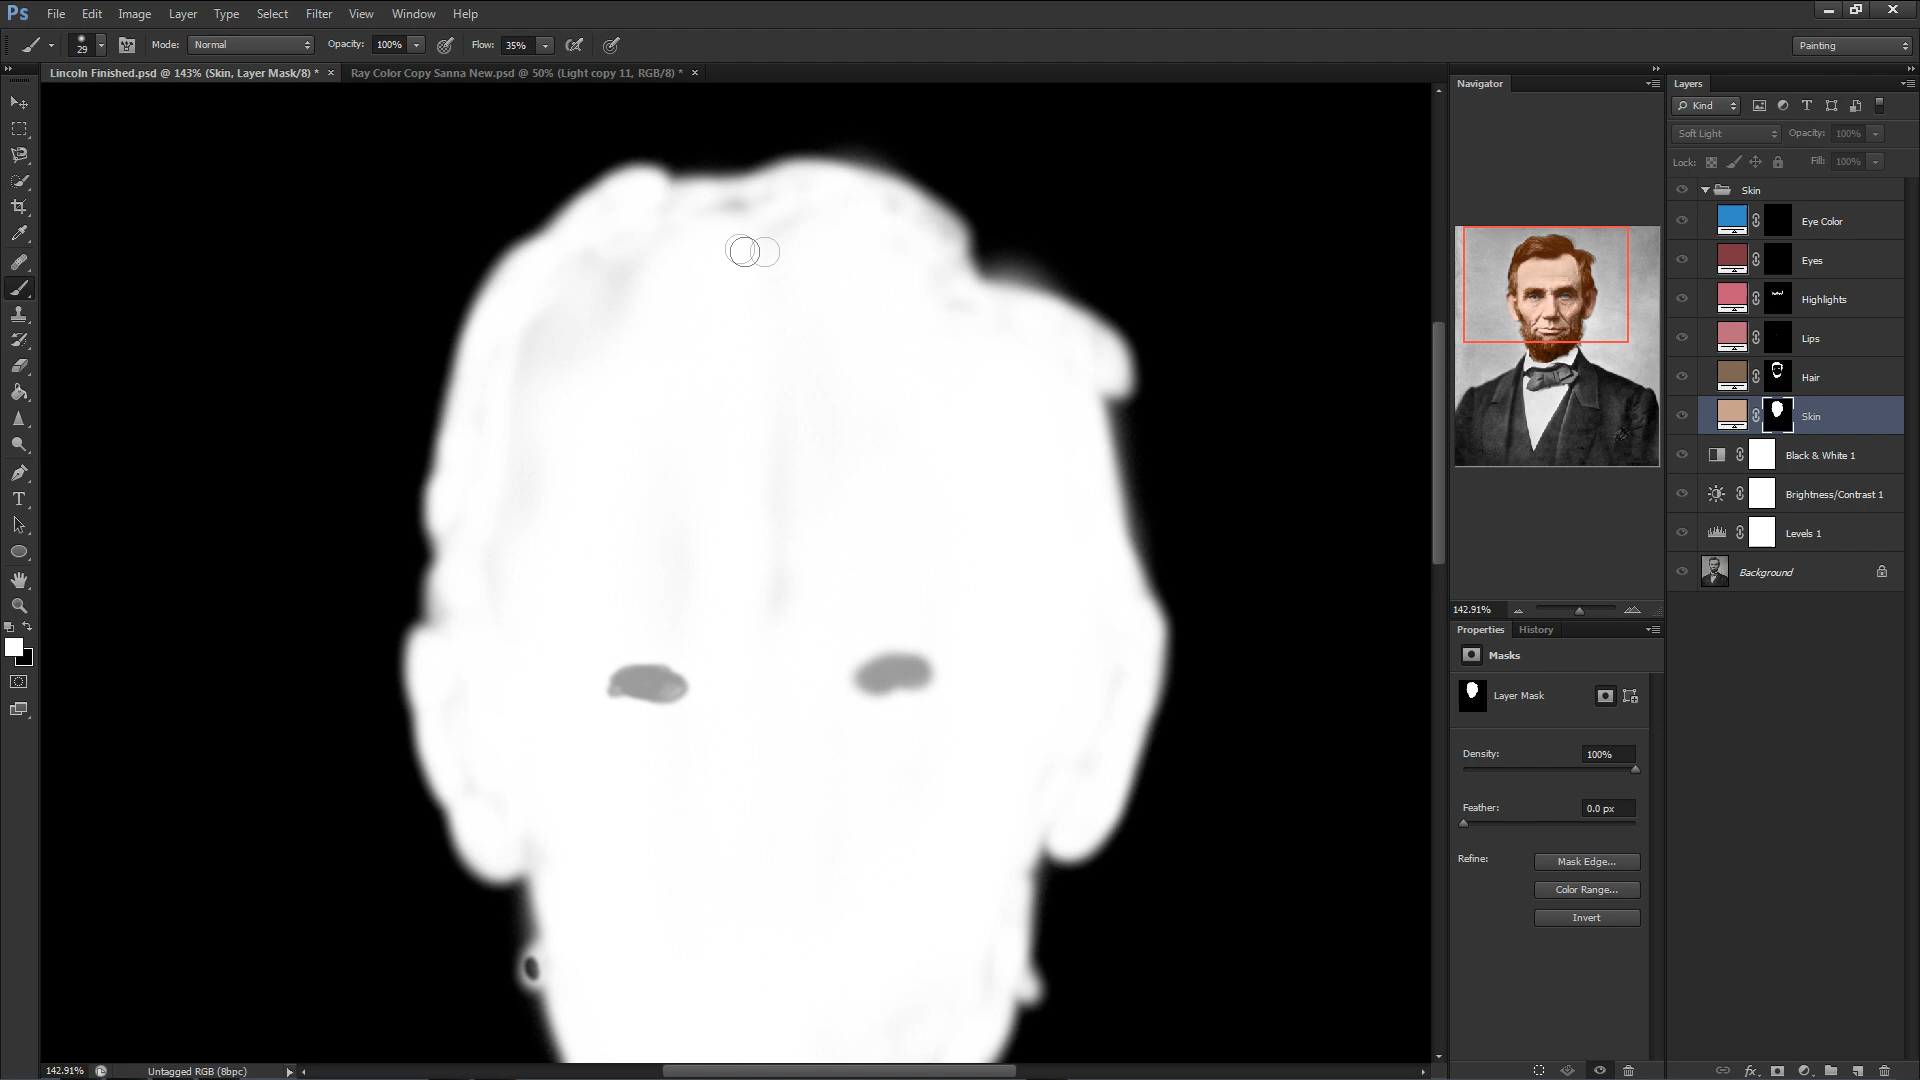 Ps File Edit Image Layer Type Select Filter View Window Help
29 Mode: Normal Opacity: 100% Flow: 35% Painting
Lincoln Finished.psd @ 143% (Skin, Layer Mask/8) * × Ray Color Copy Sanna New.psd @ 50% (Light copy 11, RGB/8) * ×
Navigator
142.91%
Properties History
Masks
Layer Mask
Density: 100%
Feather: 0.0 px
Refine: Mask Edge...
Color Range...
Invert
Layers
Kind
Soft Light Opacity: 100%
Lock: Fill: 100%
Skin
Eye Color
Eyes
Highlights
Lips
Hair
Skin
Black & White 1
Brightness/Contrast 1
Levels 1
Background
142.91% Untagged RGB (8bpc)